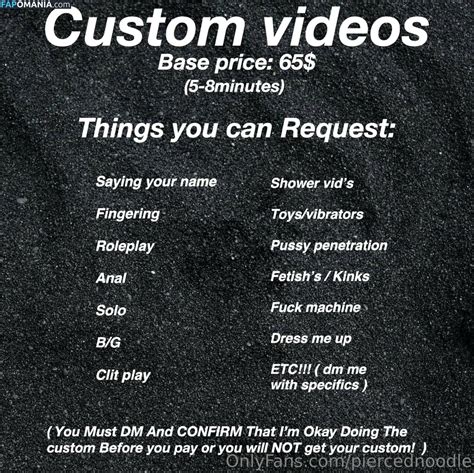 FAPOMANIA.COM
Custom videos
Base price: 65$
(5-8minutes)
Things you can Request:
Saying your name
Fingering
Roleplay
Anal
Solo
B/G
Clit play
Shower vid's
Toys/vibrators
Pussy penetration
Fetish's / Kinks
Fuck machine
Dress me up
ETC!!! ( dm me
with specifics )
( You Must DM And CONFIRM That I'm Okay Doing The
custom Before you pay or you will NOT get your custom! )
OnlyFans.com/piercednoodle